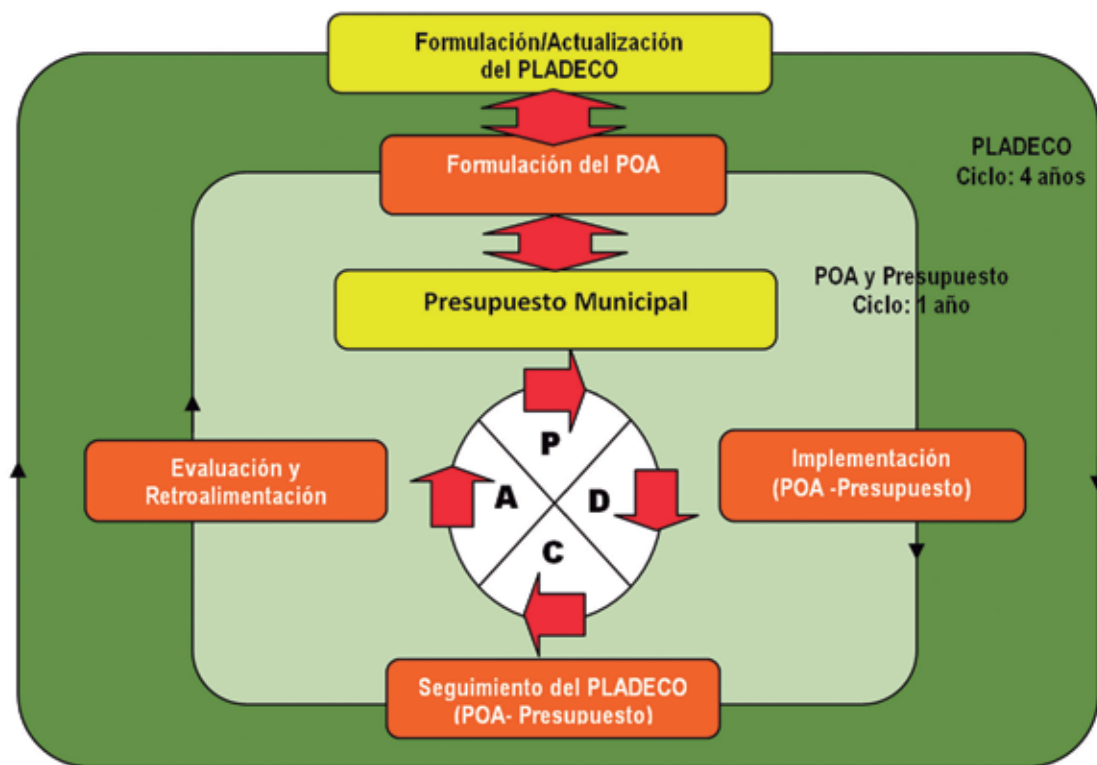 Formulación/Actualización
del PLADECO
Formulación del POA
PLADECO
Ciclo: 4 años
POA y Presupuesto
Ciclo: 1 año
Presupuesto Municipal
P
A
D
C
Evaluación y
Retroalimentación
Implementación
(POA -Presupuesto)
Seguimiento del PLADECO
(POA- Presupuesto)